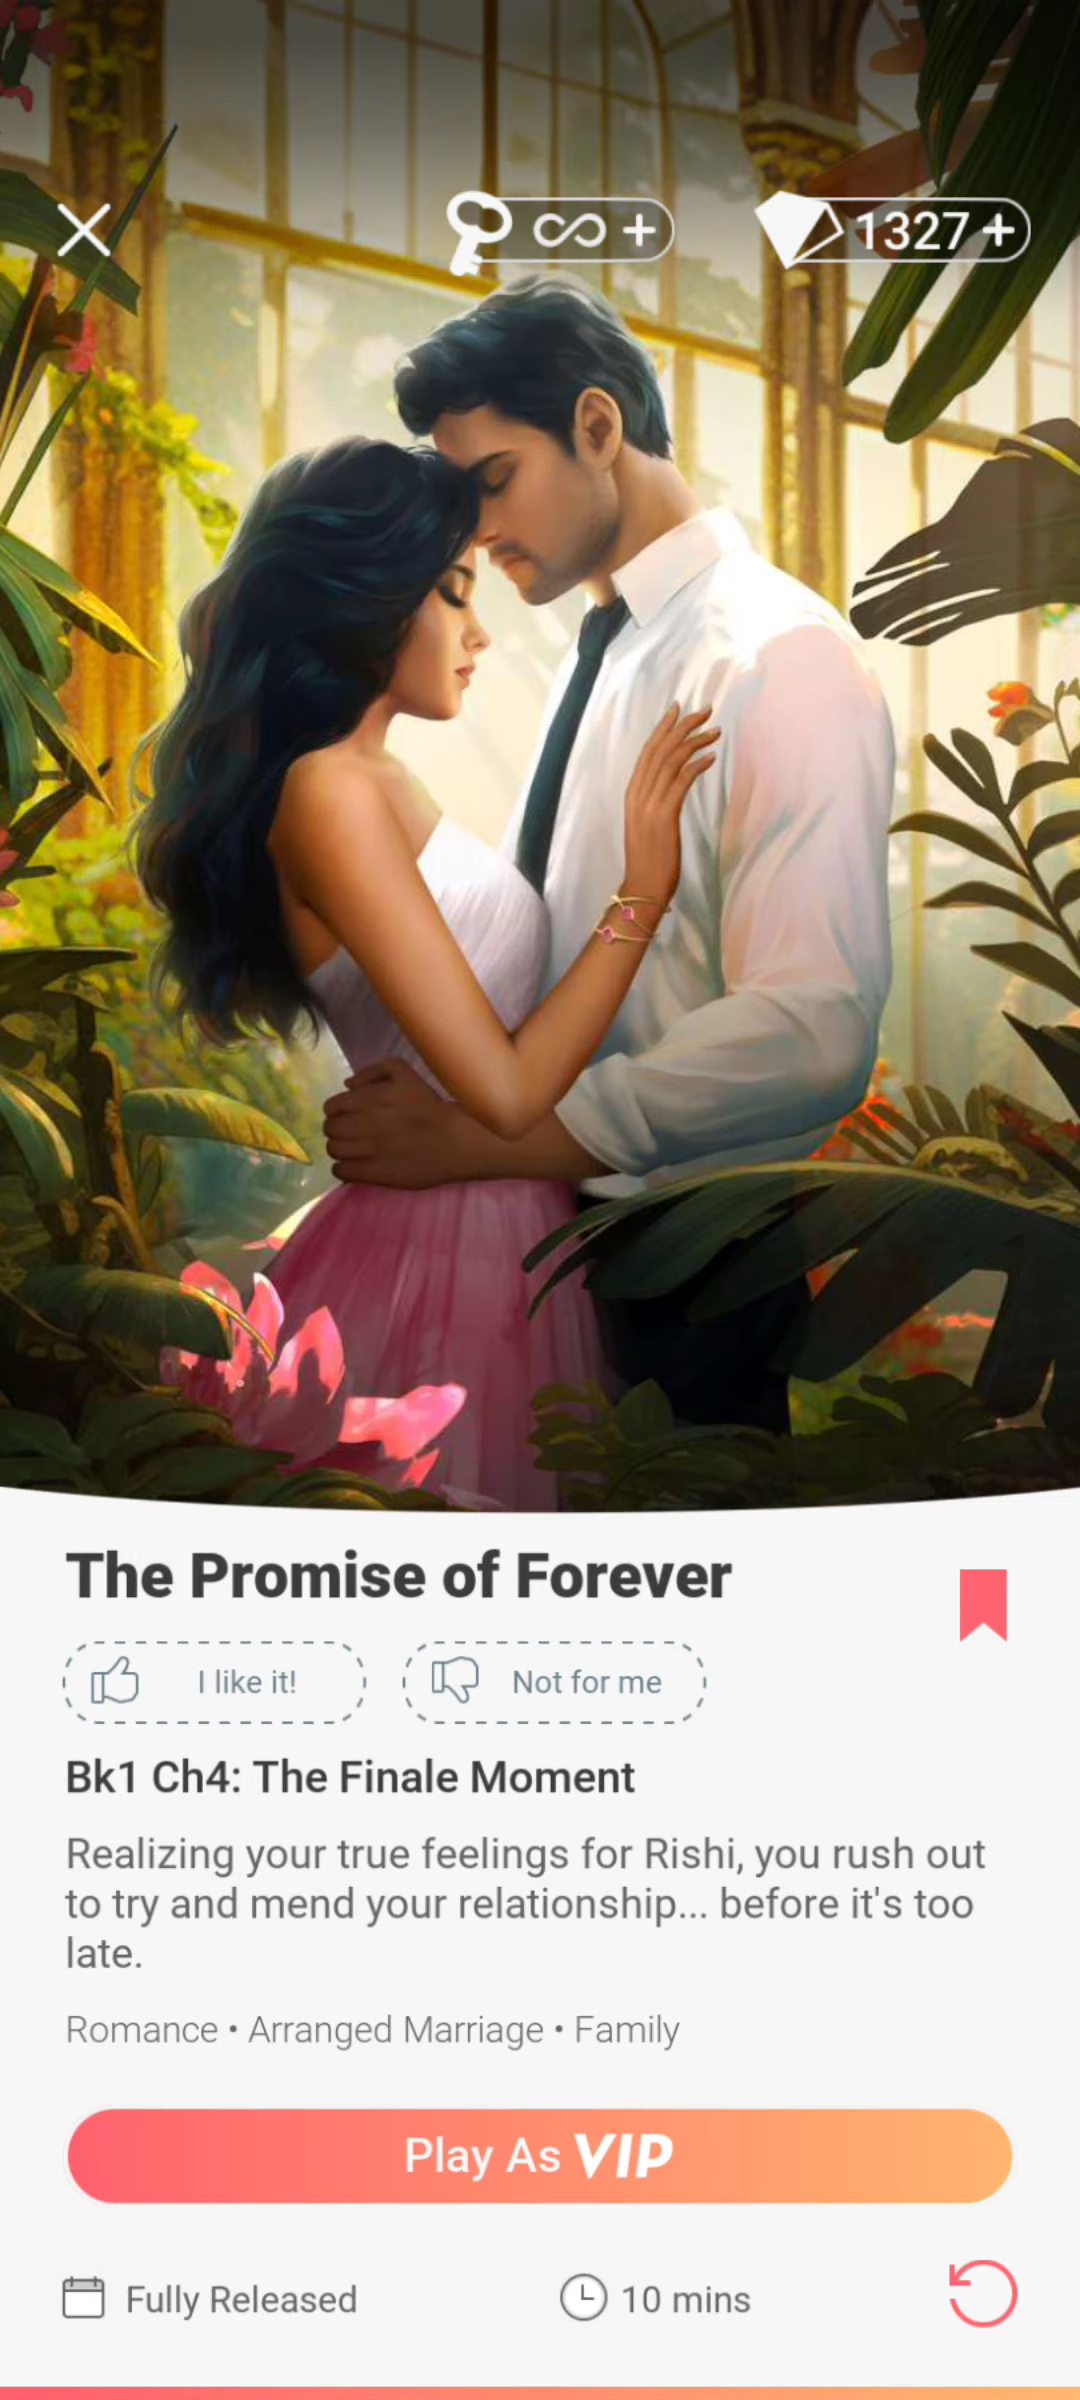 ∞ +
1327 +
The Promise of Forever
I like it!
Not for me
Bk1 Ch4: The Finale Moment
Realizing your true feelings for Rishi, you rush out
to try and mend your relationship... before it's too
late.
Romance • Arranged Marriage • Family
Play As VIP
Fully Released
10 mins